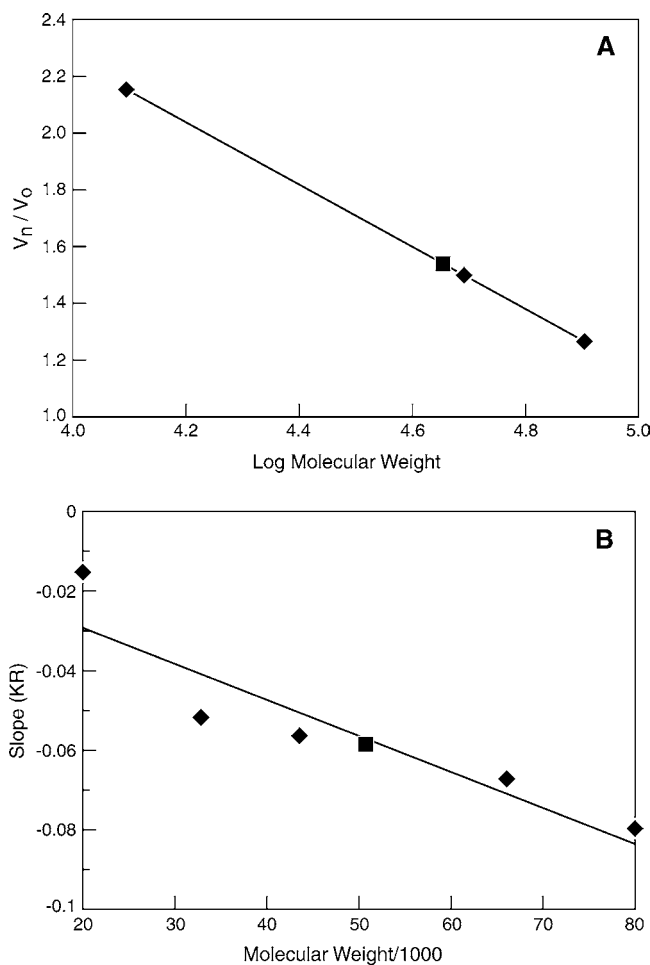 A
2.4
2.2
2.0
1.8
1.6
1.4
1.2
1.0
Vn / Vo
4.0 4.2 4.4 4.6 4.8 5.0
Log Molecular Weight
B
0
-0.02
-0.04
-0.06
-0.08
-0.1
Slope (KR)
20 30 40 50 60 70 80
Molecular Weight/1000